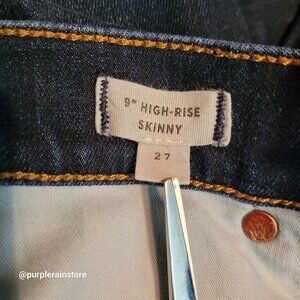 9" HIGH-RISE
SKINNY
27
@purplerainstore